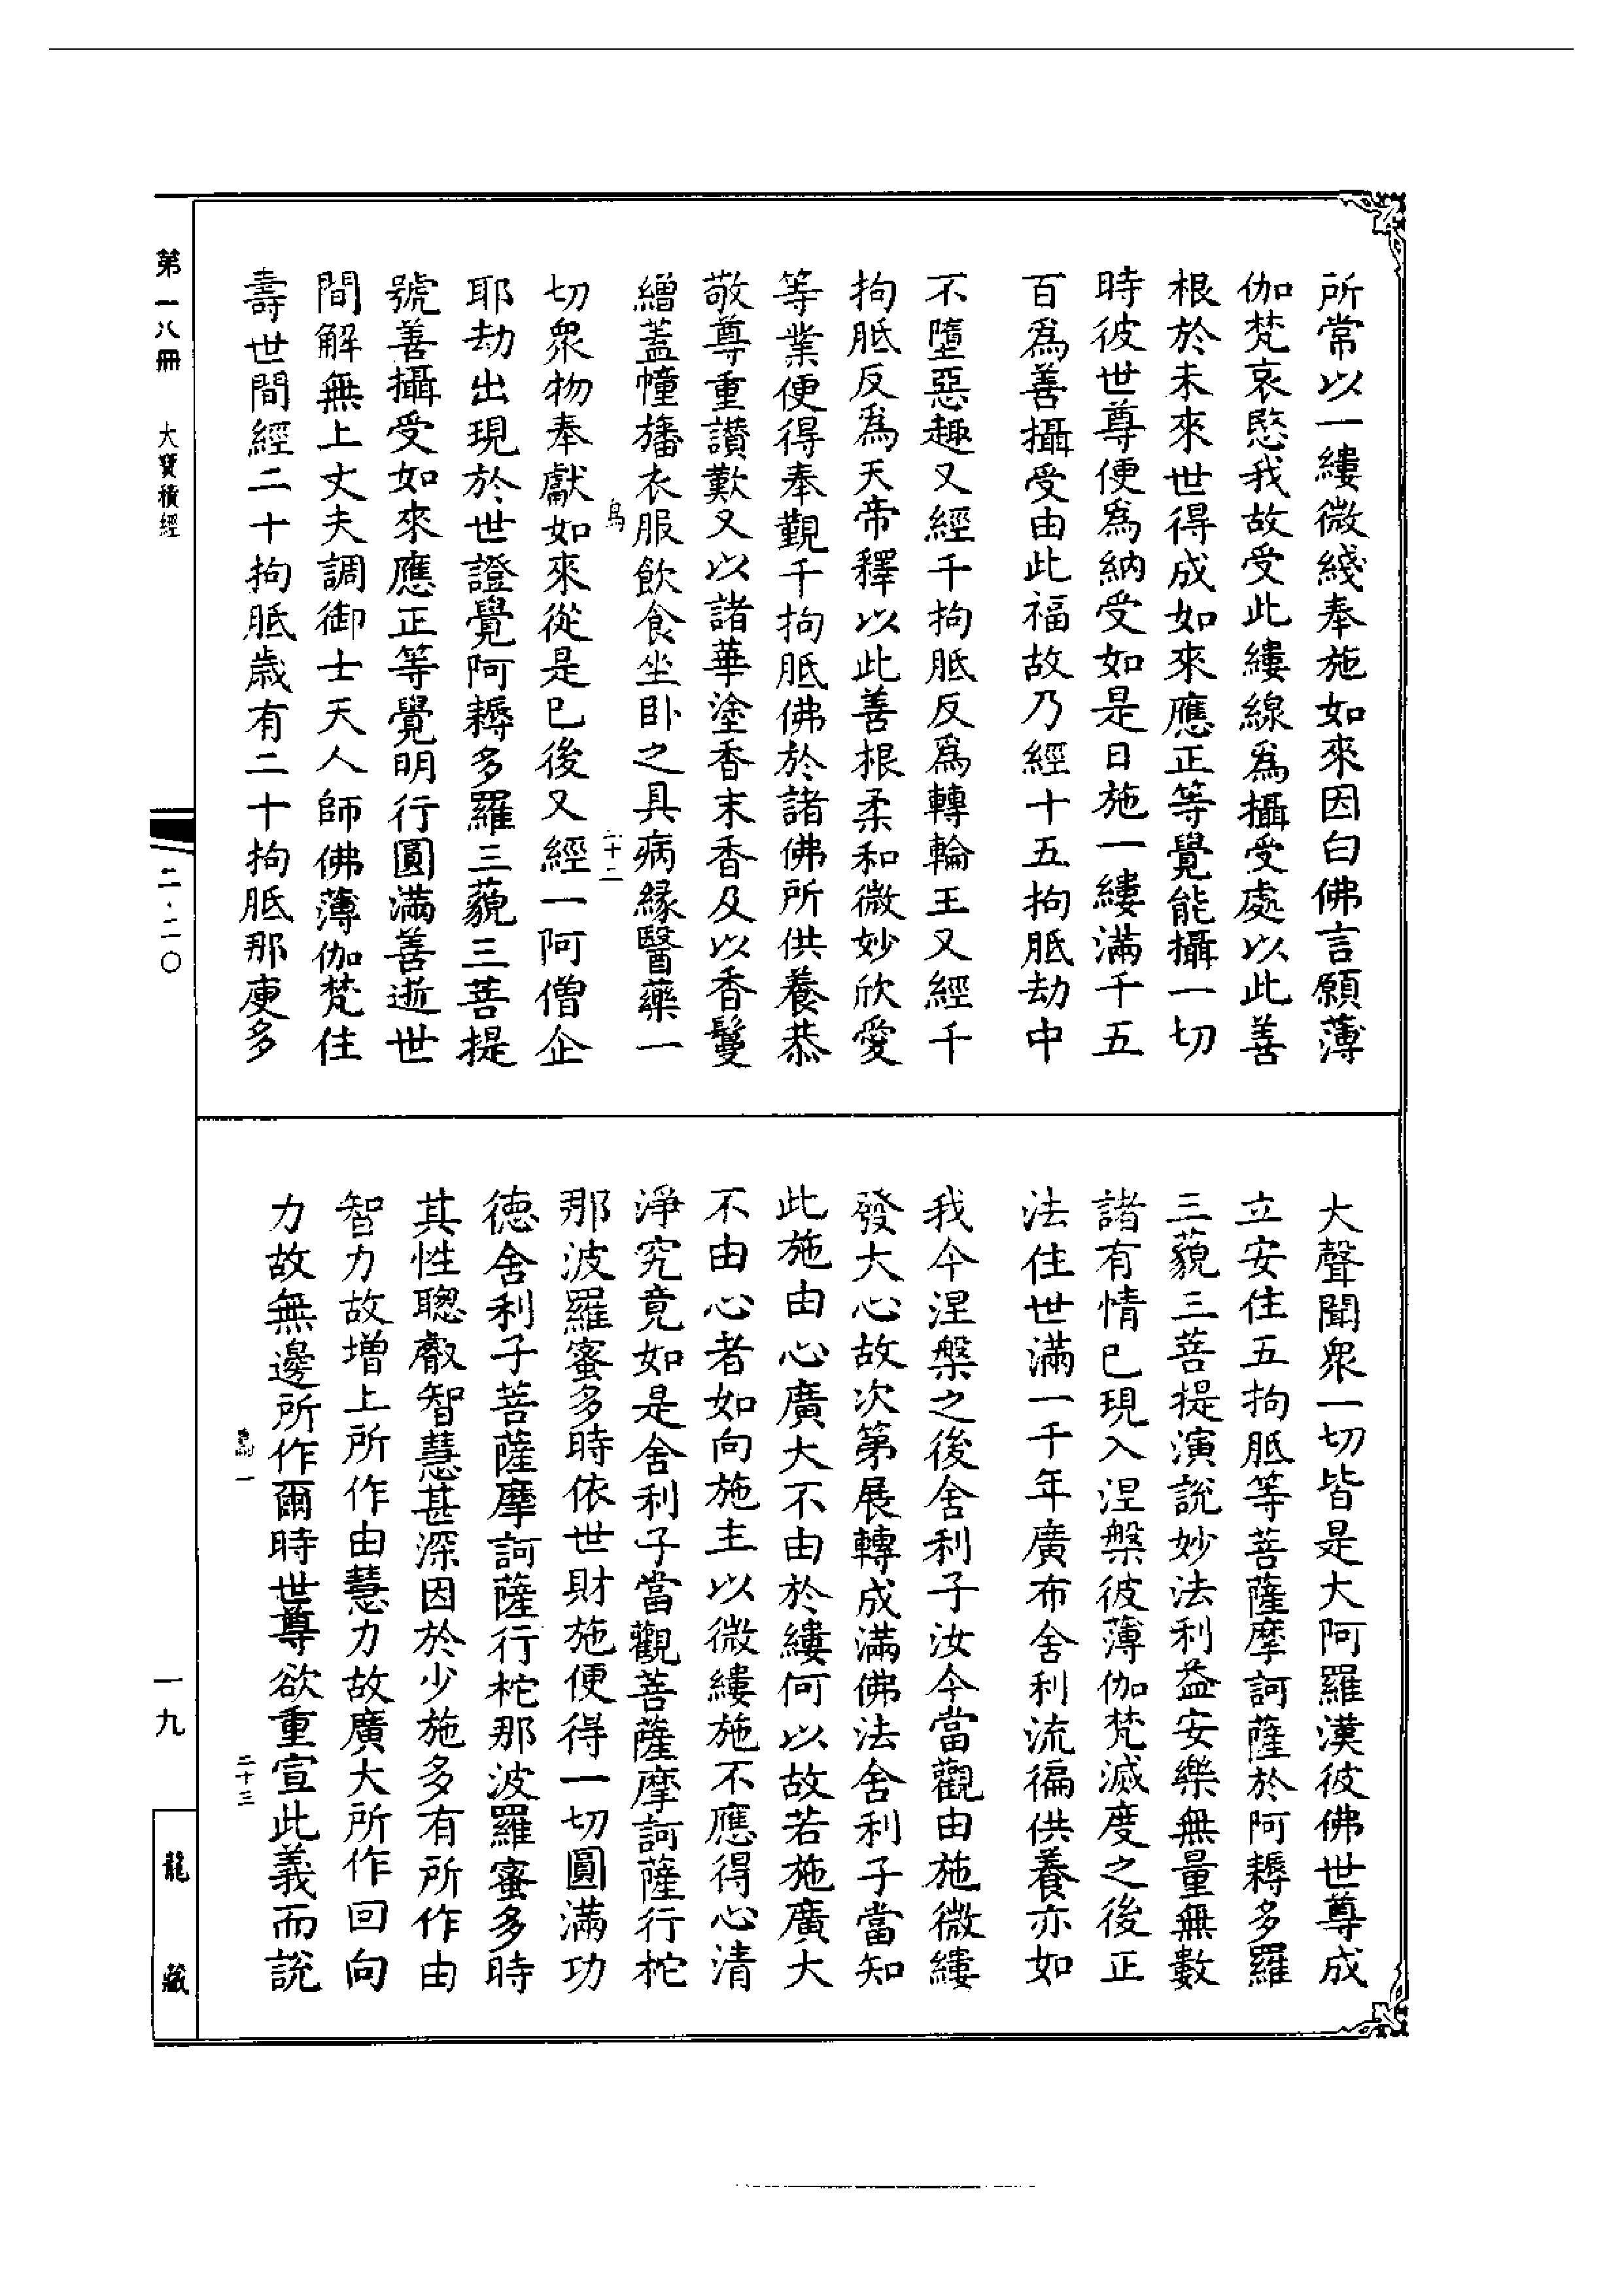 所常以一縷微綫奉施如來因白佛言願薄
伽梵哀愍我故受此縷線爲攝受處以此善
根於未來世得成如來應正等覺能攝一切
時彼世尊便爲納受如是日施一縷滿千五
百爲善攝受由此福故乃經十五拘胝劫中
不墮惡趣又經千拘胝反爲轉輪王又經千
拘胝反爲天帝釋以此善根柔和微妙欣愛
等業便得奉覲千拘胝佛於諸佛所供養恭
敬尊重讚歎又以諸華塗香末香及以香鬘
繒蓋幢旛衣服飲食坐卧之具病緣醫藥一
鳥 二十二
切衆物奉獻如來從是已後又經一阿僧企
耶劫出現於世證覺阿耨多羅三藐三菩提
號善攝受如來應正等覺明行圓滿善逝世
間解無上丈夫調御士天人師佛薄伽梵住
壽世間經二十拘胝歲有二十拘胝那庾多
大聲聞衆一切皆是大阿羅漢彼佛世尊成
立安住五拘胝等菩薩摩訶薩於阿耨多羅
三藐三菩提演說妙法利益安樂無量無數
諸有情已現入涅槃彼薄伽梵滅度之後正
法住世滿一千年廣布舍利流徧供養亦如
我今涅槃之後舍利子汝今當觀由施微縷
發大心故次第展轉成滿佛法舍利子當知
此施由心廣大不由於縷何以故若施廣大
不由心者如向施主以微縷施不應得心清
淨究竟如是舍利子當觀菩薩摩訶薩行柁
那波羅蜜多時依世財施便得一切圓滿功
德舍利子菩薩摩訶薩行柁那波羅蜜多時
其性聰叡智慧甚深因於少施多有所作由
智力故增上所作由慧力故廣大所作回向
力故無邊所作爾時世尊欲重宣此義而說
一 二十三
第一八冊 大寶積經 二·二〇 一九 龍藏